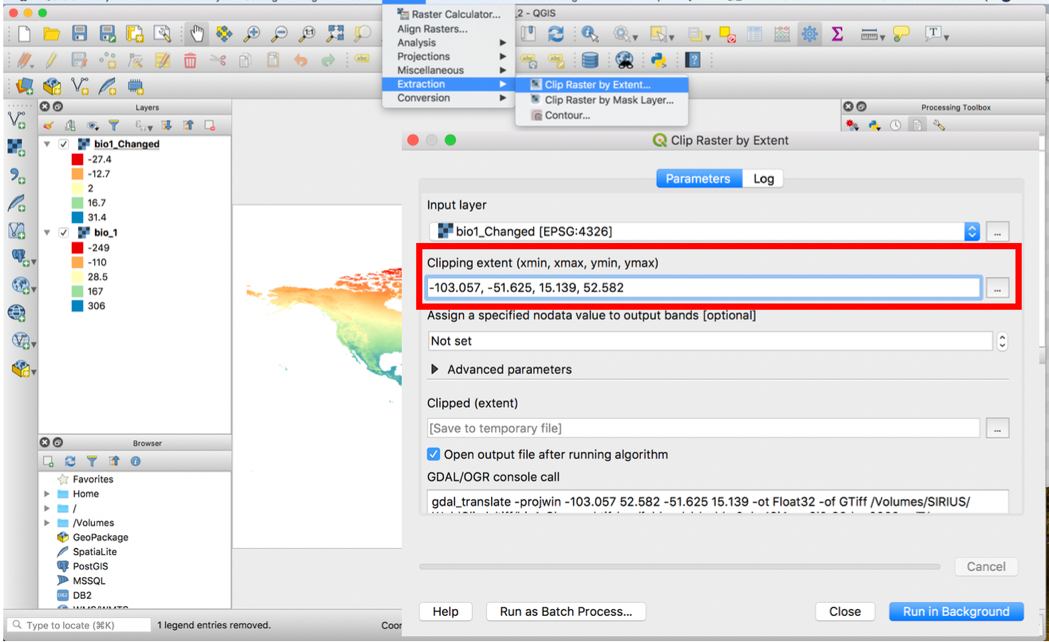 _2 - QGIS
Raster Calculator...
Align Rasters...
Analysis
Projections
Miscellaneous
Extraction
Conversion
Clip Raster by Extent...
Clip Raster by Mask Layer...
Contour...
Layers
bio1_Changed
-27.4
-12.7
2
16.7
31.4
bio_1
-249
-110
28.5
167
306
Processing Toolbox
Clip Raster by Extent
Parameters Log
Input layer
bio1_Changed [EPSG:4326]
...
Clipping extent (xmin, xmax, ymin, ymax)
-103.057, -51.625, 15.139, 52.582
...
Assign a specified nodata value to output bands [optional]
Not set
Advanced parameters
Clipped (extent)
[Save to temporary file]
...
Open output file after running algorithm
GDAL/OGR console call
gdal_translate -projwin -103.057 52.582 -51.625 15.139 -ot Float32 -of GTiff /Volumes/SIRIUS/
Cancel
Help Run as Batch Process... Close Run in Background
Browser
Favorites
Home
/
/Volumes
GeoPackage
SpatiaLite
PostGIS
MSSQL
DB2
Type to locate (⌘K)
1 legend entries removed.
Coor